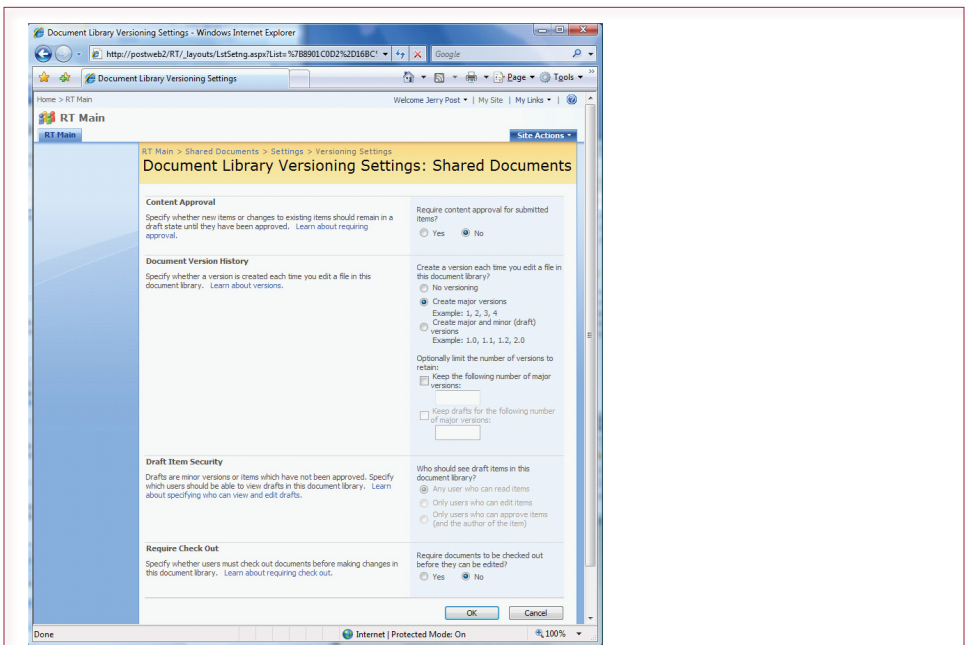 Document Library Versioning Settings - Windows Internet Explorer
http://postweb2/RT/_layouts/LstSetng.aspx?List=%7B8901C0D2%2D16BC'
Google
Document Library Versioning Settings
Page
Tools
Home > RT Main
Welcome Jerry Post | My Site | My Links |
RT Main
RT Main
Site Actions
RT Main > Shared Documents > Settings > Versioning Settings
Document Library Versioning Settings: Shared Documents
Content Approval
Specify whether new items or changes to existing items should remain in a
draft state until they have been approved. Learn about requiring
approval.
Require content approval for submitted
items?
Yes No
Document Version History
Specify whether a version is created each time you edit a file in this
document library. Learn about versions.
Create a version each time you edit a file in
this document library?
No versioning
Create major versions
Example: 1, 2, 3, 4
Create major and minor (draft)
versions
Example: 1.0, 1.1, 1.2, 2.0
Optionally limit the number of versions to
retain:
Keep the following number of major
versions:
Keep drafts for the following number
of major versions:
Draft Item Security
Drafts are minor versions or items which have not been approved. Specify
which users should be able to view drafts in this document library. Learn
about specifying who can view and edit drafts.
Who should see draft items in this
document library?
Any user who can read items
Only users who can edit items
Only users who can approve items
(and the author of the item)
Require Check Out
Specify whether users must check out documents before making changes in
this document library. Learn about requiring check out.
Require documents to be checked out
before they can be edited?
Yes No
OK Cancel
Done
Internet | Protected Mode: On
100%